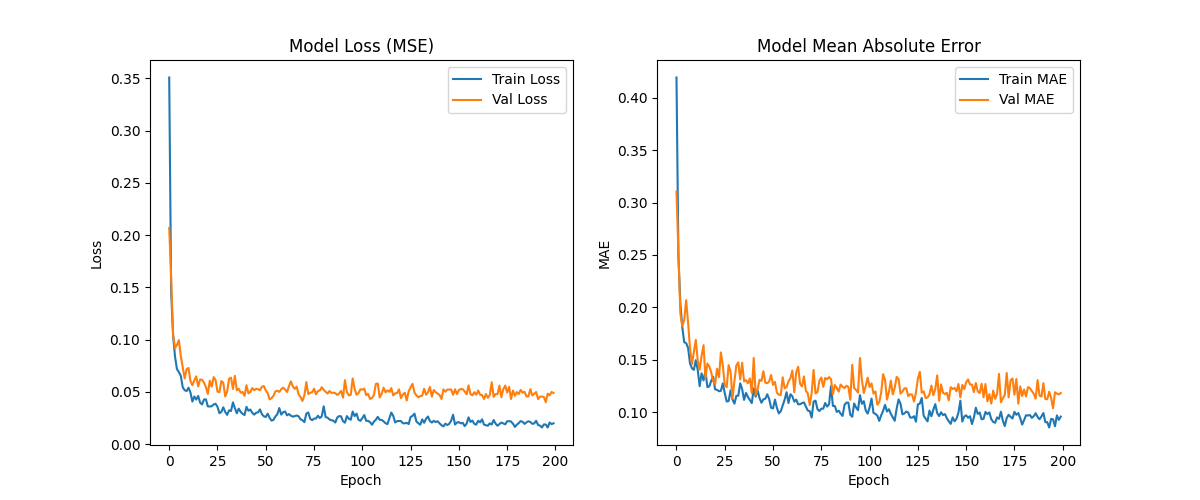 Model Loss (MSE)
Train Loss
Val Loss
0.35
0.30
0.25
0.20
0.15
0.10
0.05
0.00
Loss
0 25 50 75 100 125 150 175 200
Epoch
Model Mean Absolute Error
Train MAE
Val MAE
0.40
0.35
0.30
0.25
0.20
0.15
0.10
MAE
0 25 50 75 100 125 150 175 200
Epoch